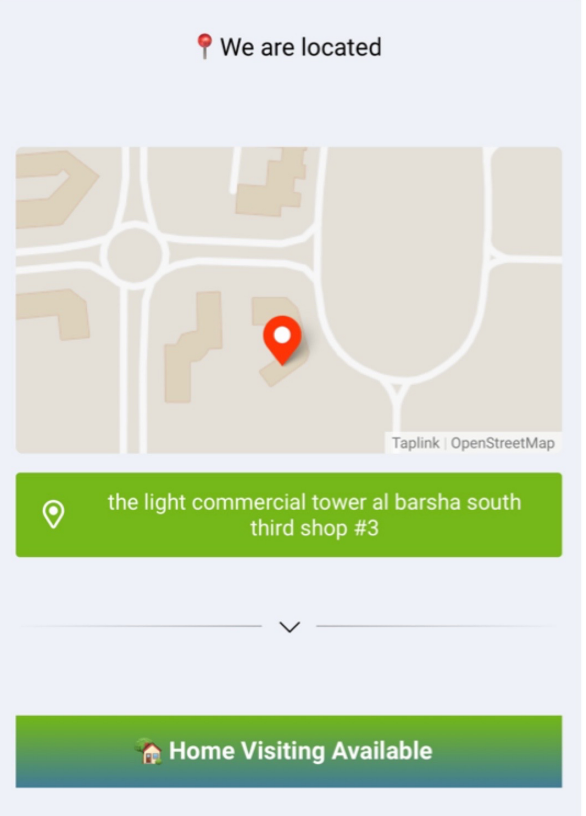 📍 We are located
Taplink | OpenStreetMap
the light commercial tower al barsha south
third shop #3
🏡 Home Visiting Available